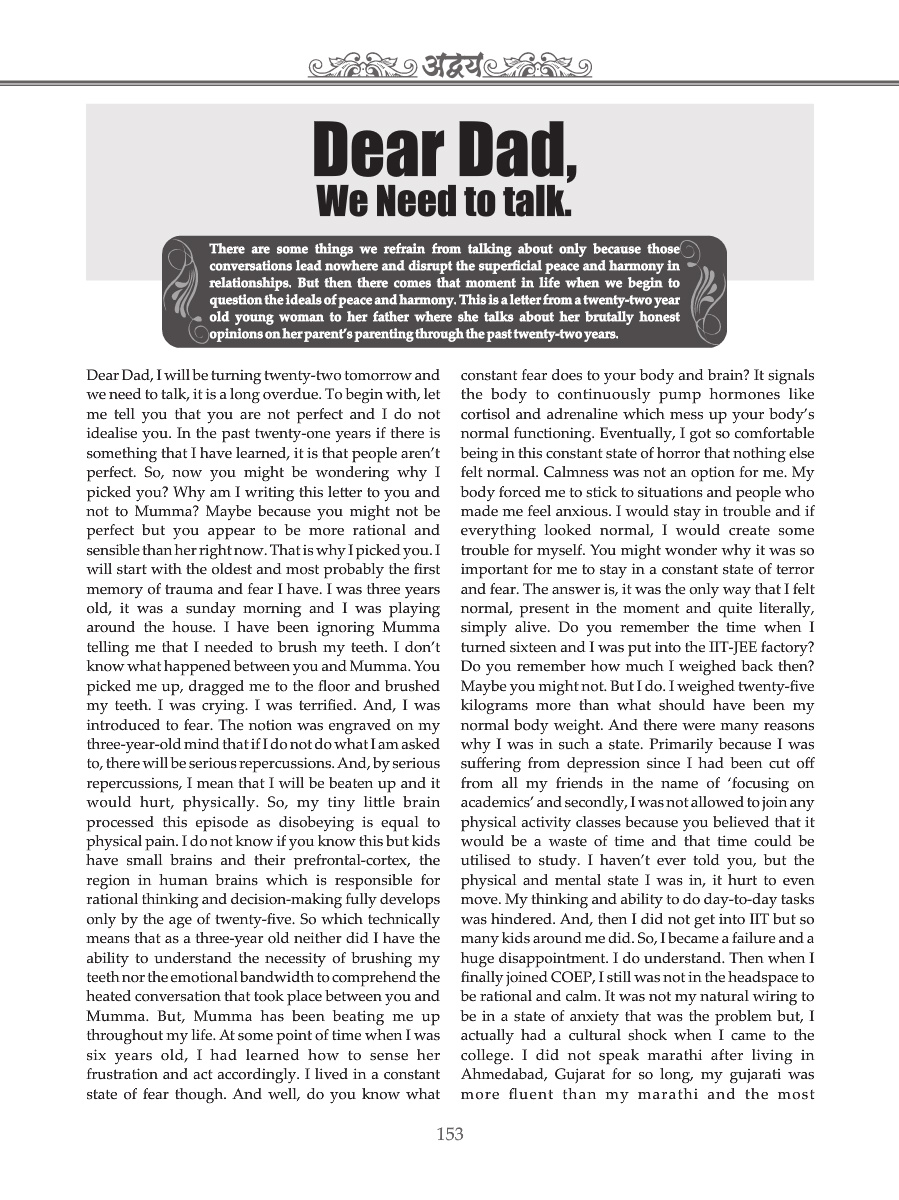 अद्वय
Dear Dad,
We Need to talk.
There are some things we refrain from talking about only because those
conversations lead nowhere and disrupt the superficial peace and harmony in
relationships. But then there comes that moment in life when we begin to
question the ideals of peace and harmony. This is a letter from a twenty-two year
old young woman to her father where she talks about her brutally honest
opinions on her parent’s parenting through the past twenty-two years.
Dear Dad, I will be turning twenty-two tomorrow and
we need to talk, it is a long overdue. To begin with, let
me tell you that you are not perfect and I do not
idealise you. In the past twenty-one years if there is
something that I have learned, it is that people aren’t
perfect. So, now you might be wondering why I
picked you? Why am I writing this letter to you and
not to Mumma? Maybe because you might not be
perfect but you appear to be more rational and
sensible than her right now. That is why I picked you. I
will start with the oldest and most probably the first
memory of trauma and fear I have. I was three years
old, it was a sunday morning and I was playing
around the house. I have been ignoring Mumma
telling me that I needed to brush my teeth. I don’t
know what happened between you and Mumma. You
picked me up, dragged me to the floor and brushed
my teeth. I was crying. I was terrified. And, I was
introduced to fear. The notion was engraved on my
three-year-old mind that if I do not do what I am asked
to, there will be serious repercussions. And, by serious
repercussions, I mean that I will be beaten up and it
would hurt, physically. So, my tiny little brain
processed this episode as disobeying is equal to
physical pain. I do not know if you know this but kids
have small brains and their prefrontal-cortex, the
region in human brains which is responsible for
rational thinking and decision-making fully develops
only by the age of twenty-five. So which technically
means that as a three-year old neither did I have the
ability to understand the necessity of brushing my
teeth nor the emotional bandwidth to comprehend the
heated conversation that took place between you and
Mumma. But, Mumma has been beating me up
throughout my life. At some point of time when I was
six years old, I had learned how to sense her
frustration and act accordingly. I lived in a constant
state of fear though. And well, do you know what
constant fear does to your body and brain? It signals
the body to continuously pump hormones like
cortisol and adrenaline which mess up your body’s
normal functioning. Eventually, I got so comfortable
being in this constant state of horror that nothing else
felt normal. Calmness was not an option for me. My
body forced me to stick to situations and people who
made me feel anxious. I would stay in trouble and if
everything looked normal, I would create some
trouble for myself. You might wonder why it was so
important for me to stay in a constant state of terror
and fear. The answer is, it was the only way that I felt
normal, present in the moment and quite literally,
simply alive. Do you remember the time when I
turned sixteen and I was put into the IIT-JEE factory?
Do you remember how much I weighed back then?
Maybe you might not. But I do. I weighed twenty-five
kilograms more than what should have been my
normal body weight. And there were many reasons
why I was in such a state. Primarily because I was
suffering from depression since I had been cut off
from all my friends in the name of ‘focusing on
academics’ and secondly, I was not allowed to join any
physical activity classes because you believed that it
would be a waste of time and that time could be
utilised to study. I haven’t ever told you, but the
physical and mental state I was in, it hurt to even
move. My thinking and ability to do day-to-day tasks
was hindered. And, then I did not get into IIT but so
many kids around me did. So, I became a failure and a
huge disappointment. I do understand. Then when I
finally joined COEP, I still was not in the headspace to
be rational and calm. It was not my natural wiring to
be in a state of anxiety that was the problem but, I
actually had a cultural shock when I came to the
college. I did not speak marathi after living in
Ahmedabad, Gujarat for so long, my gujarati was
more fluent than my marathi and the most
153